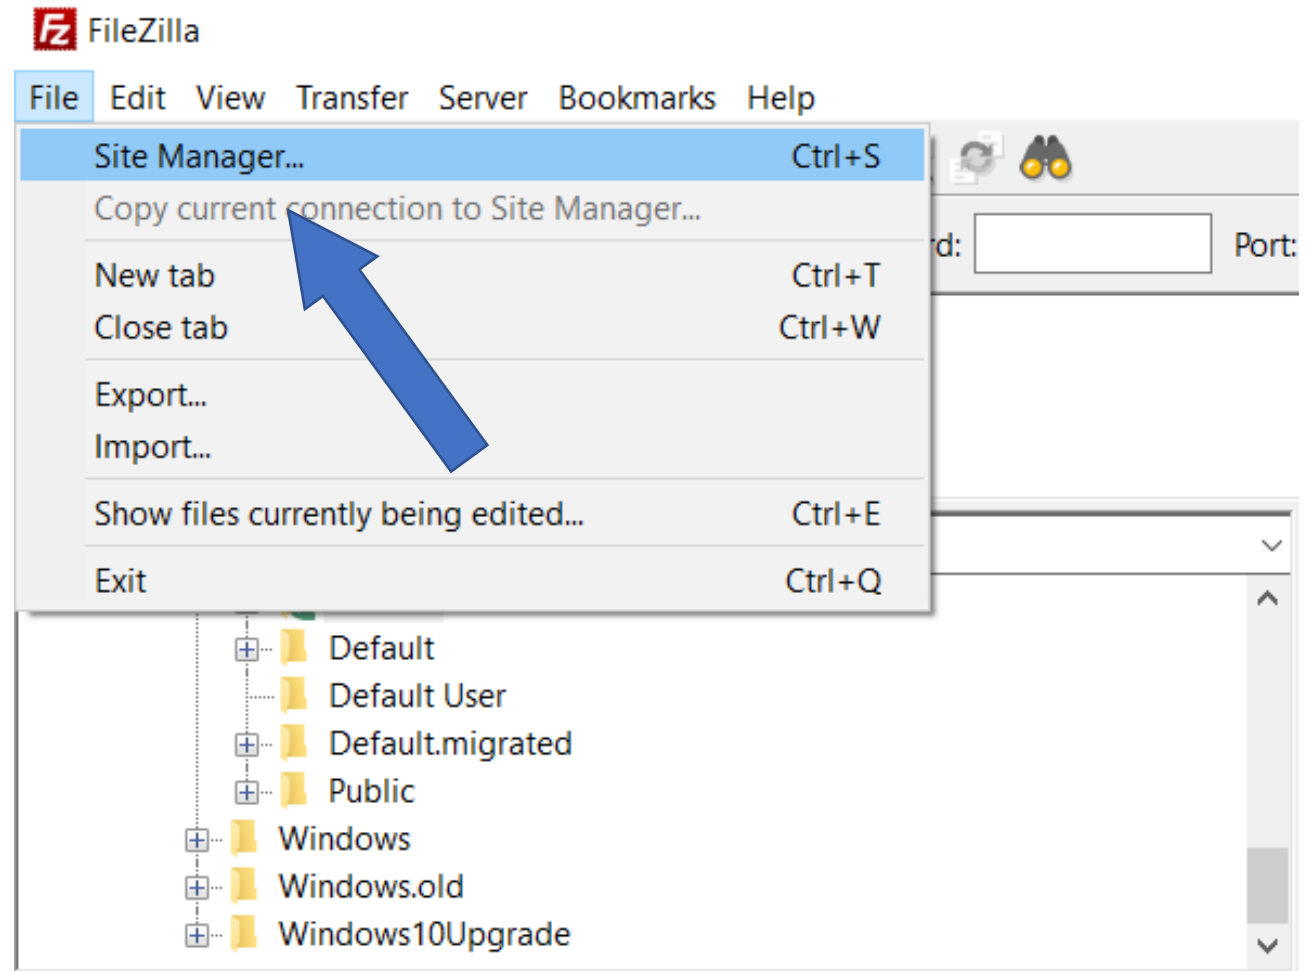 FileZilla
File Edit View Transfer Server Bookmarks Help
Site Manager... Ctrl+S
Copy current connection to Site Manager...
d: Port:
New tab Ctrl+T
Close tab Ctrl+W
Export...
Import...
Show files currently being edited... Ctrl+E
Exit Ctrl+Q
Default
Default User
Default.migrated
Public
Windows
Windows.old
Windows10Upgrade